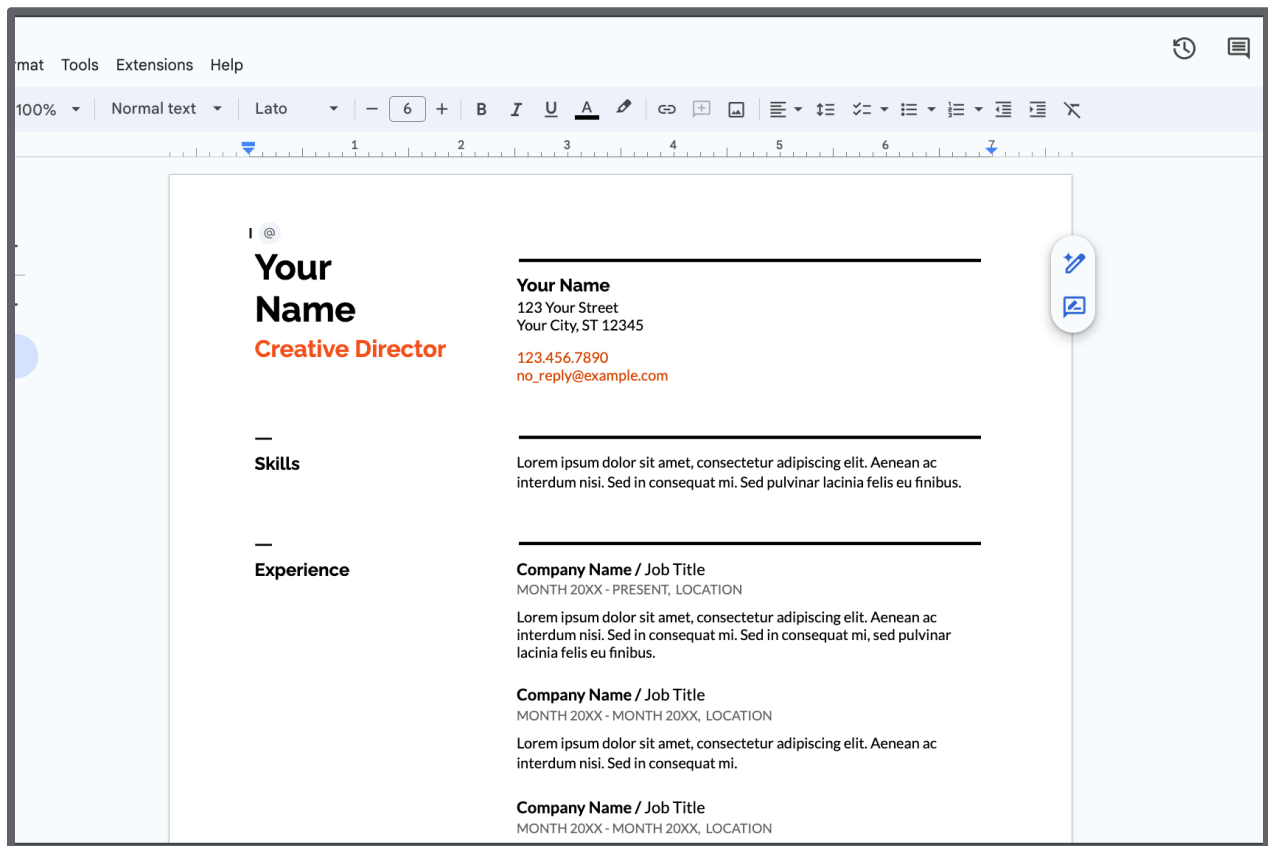 rmat Tools Extensions Help
100% Normal text Lato — 6 + B I U A
1 2 3 4 5 6 7
@
Your
Name
Creative Director
Your Name
123 Your Street
Your City, ST 12345
123.456.7890
no_reply@example.com
—
Skills
Lorem ipsum dolor sit amet, consectetur adipiscing elit. Aenean ac
interdum nisi. Sed in consequat mi. Sed pulvinar lacinia felis eu finibus.
—
Experience
Company Name / Job Title
MONTH 20XX - PRESENT, LOCATION
Lorem ipsum dolor sit amet, consectetur adipiscing elit. Aenean ac
interdum nisi. Sed in consequat mi. Sed in consequat mi, sed pulvinar
lacinia felis eu finibus.
Company Name / Job Title
MONTH 20XX - MONTH 20XX, LOCATION
Lorem ipsum dolor sit amet, consectetur adipiscing elit. Aenean ac
interdum nisi. Sed in consequat mi.
Company Name / Job Title
MONTH 20XX - MONTH 20XX, LOCATION